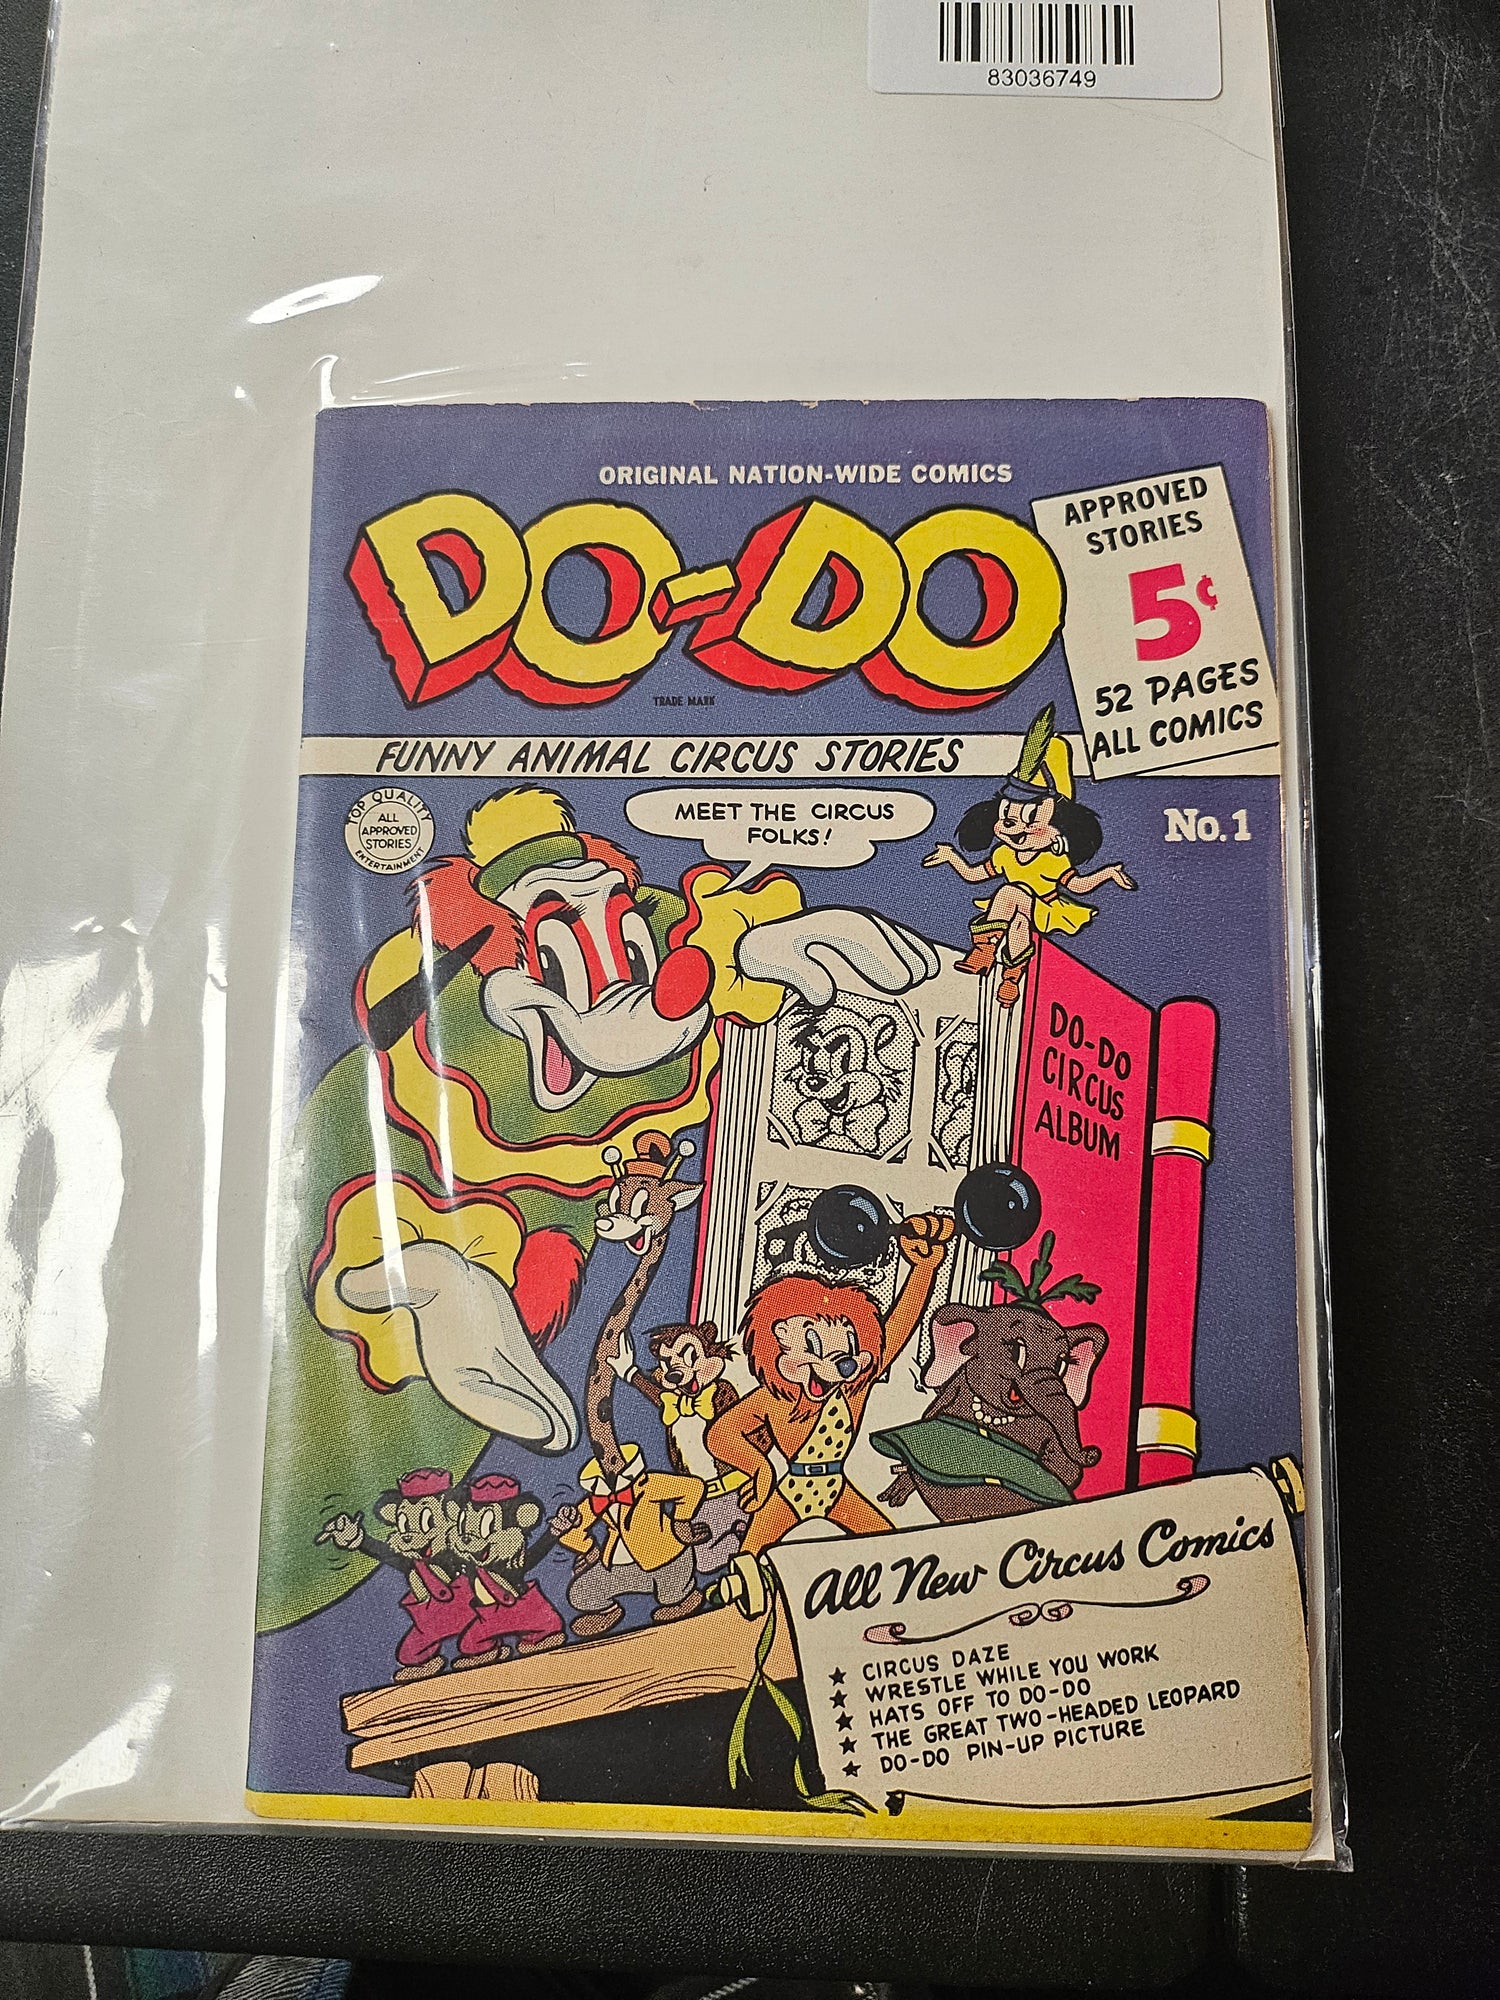 83036749
ORIGINAL NATION-WIDE COMICS
DO-DO
TRADE MARK
APPROVED
STORIES
5¢
52 PAGES
ALL COMICS
FUNNY ANIMAL CIRCUS STORIES
No. 1
TOP QUALITY
ALL
APPROVED
STORIES
ENTERTAINMENT
MEET THE CIRCUS
FOLKS!
DO-DO
CIRCUS
ALBUM
All New Circus Comics
★ CIRCUS DAZE
★ WRESTLE WHILE YOU WORK
★ HATS OFF TO DO-DO
★ THE GREAT TWO-HEADED LEOPARD
★ DO-DO PIN-UP PICTURE